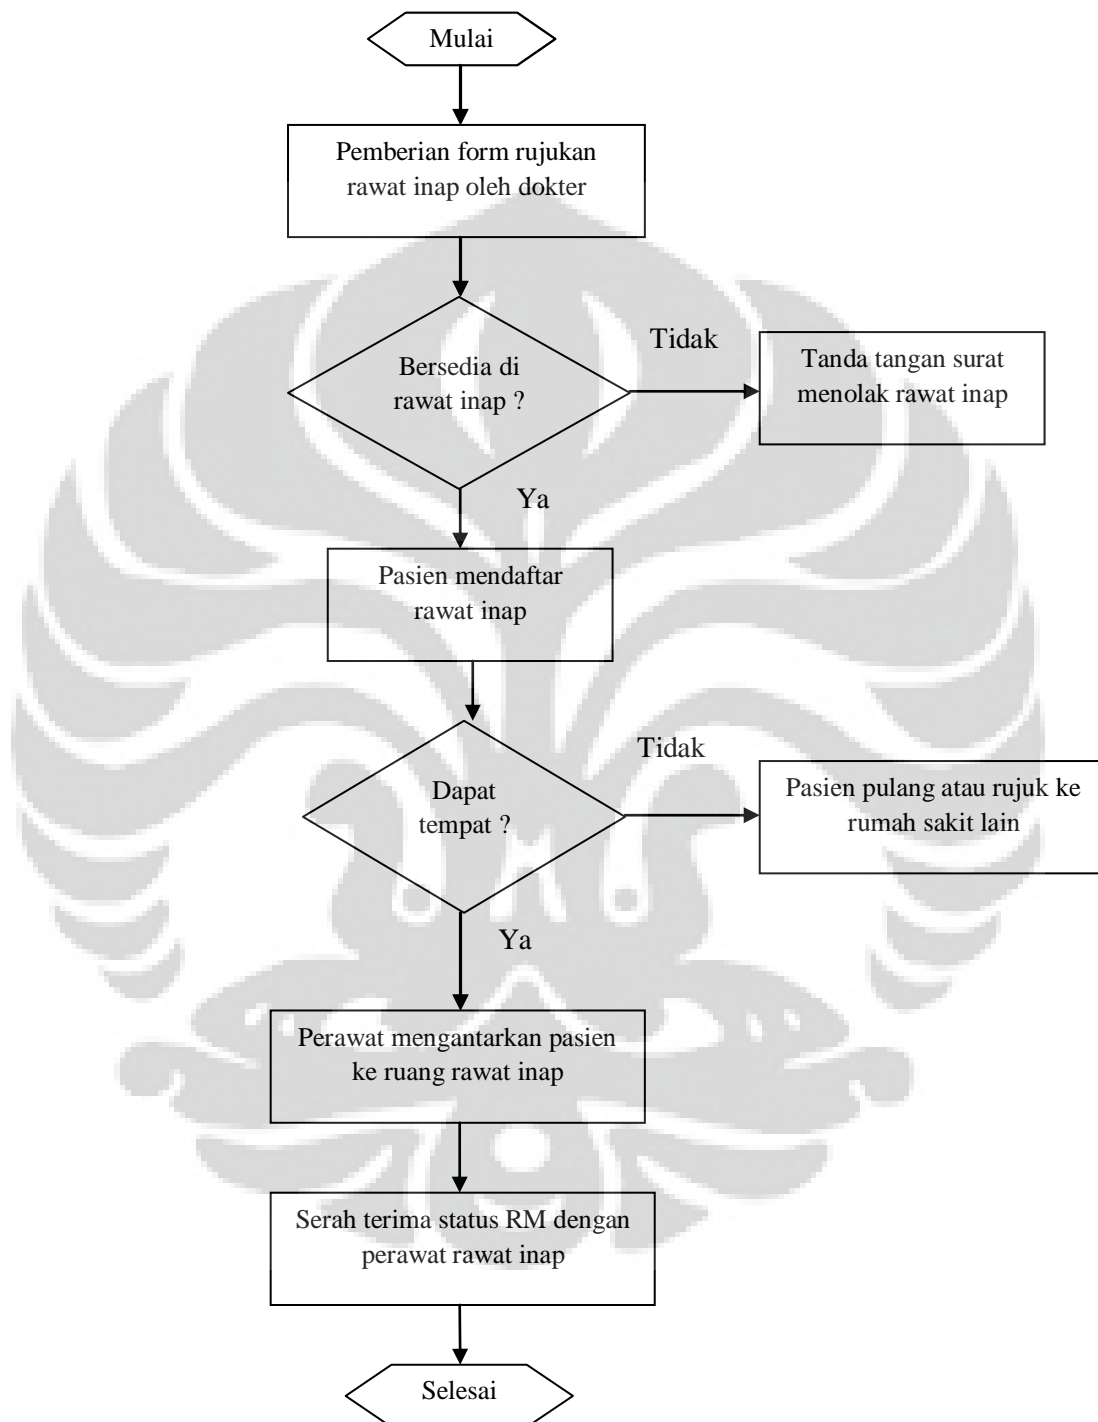 Mulai
Pemberian form rujukan
rawat inap oleh dokter
Bersedia di
rawat inap ?
Tidak
Tanda tangan surat
menolak rawat inap
Ya
Pasien mendaftar
rawat inap
Dapat
tempat ?
Tidak
Pasien pulang atau rujuk ke
rumah sakit lain
Ya
Perawat mengantarkan pasien
ke ruang rawat inap
Serah terima status RM dengan
perawat rawat inap
Selesai